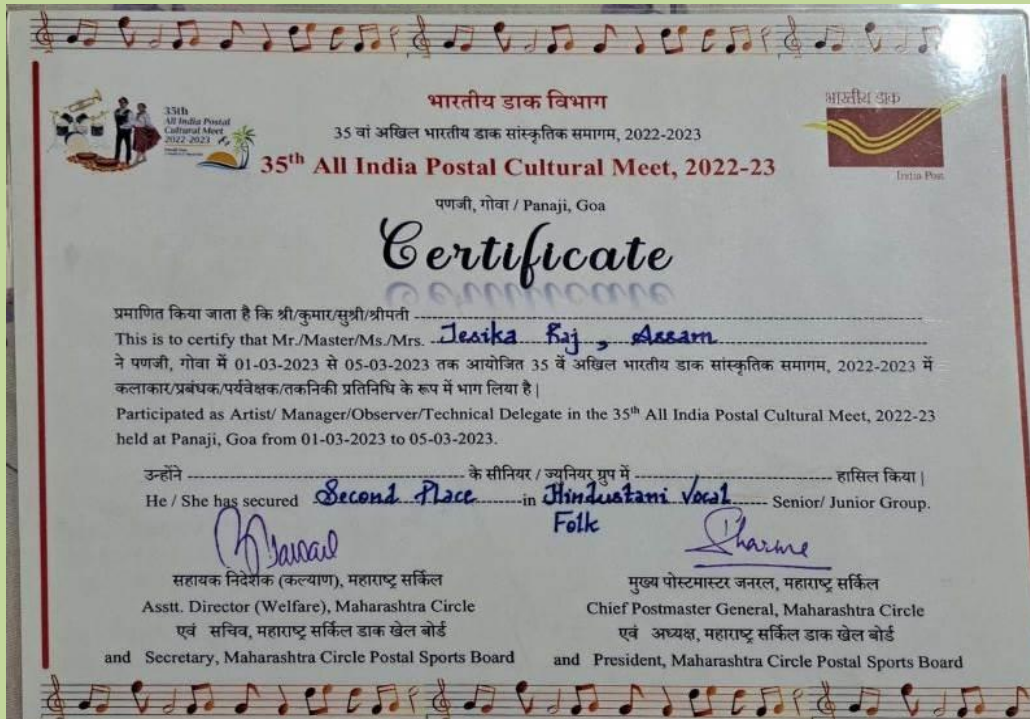 35th
All India Postal
Cultural Meet
2022-2023
भारतीय डाक विभाग
भारतीय डाक
India Post
35 वां अखिल भारतीय डाक सांस्कृतिक समागम, 2022-2023
35th All India Postal Cultural Meet, 2022-23
पणजी, गोवा / Panaji, Goa
Certificate
प्रमाणित किया जाता है कि श्री/कुमार/सुश्री/श्रीमती
This is to certify that Mr./Master/Ms./Mrs. Jesika Raj, Assam
ने पणजी, गोवा में 01-03-2023 से 05-03-2023 तक आयोजित 35 वें अखिल भारतीय डाक सांस्कृतिक समागम, 2022-2023 में
कलाकार/प्रबंधक/पर्यवेक्षक/तकनिकी प्रतिनिधि के रूप में भाग लिया है |
Participated as Artist/ Manager/Observer/Technical Delegate in the 35th All India Postal Cultural Meet, 2022-23
held at Panaji, Goa from 01-03-2023 to 05-03-2023.
उन्होंने के सीनियर / ज्यूनियर ग्रुप में हासिल किया |
He / She has secured Second Place in Hindustani Vocal Senior/ Junior Group.
Folk
सहायक निदेशक (कल्याण), महाराष्ट्र सर्किल
Asstt. Director (Welfare), Maharashtra Circle
एवं सचिव, महाराष्ट्र सर्किल डाक खेल बोर्ड
and Secretary, Maharashtra Circle Postal Sports Board
मुख्य पोस्टमास्टर जनरल, महाराष्ट्र सर्किल
Chief Postmaster General, Maharashtra Circle
एवं अध्यक्ष, महाराष्ट्र सर्किल डाक खेल बोर्ड
and President, Maharashtra Circle Postal Sports Board